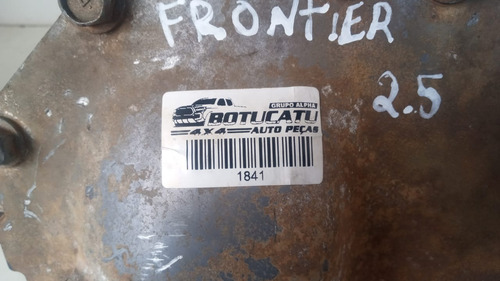 FRONTIER
2.5
GRUPO ALPHA
BOTUCATU
4X4 AUTO PEÇAS
1841